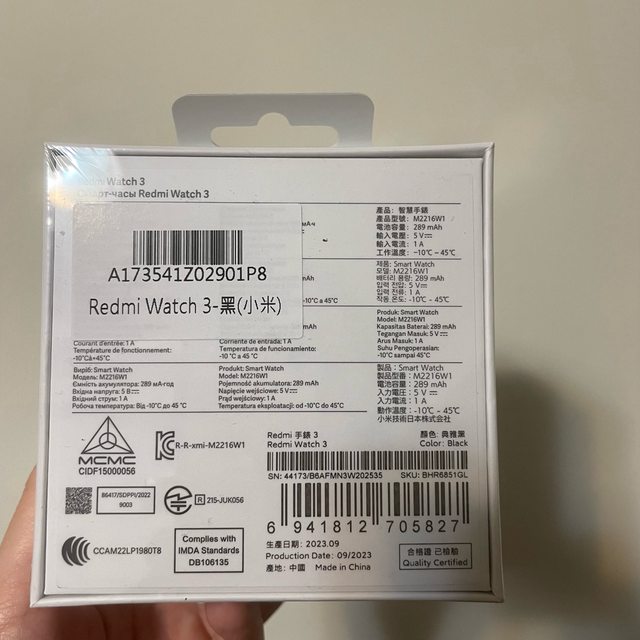 Watch 3
Redmi Watch 3
A173541Z02901P8
Redmi Watch 3-黑(小米)
產品：智慧手錶
產品型號：M2216W1
電池容量：289 mAh
輸入電壓：5 V⎓
輸入電流：1 A
工作溫度：-10°C ~ 45°C
제품: Smart Watch
모델: M2216W1
배터리 용량: 289 mAh
입력 전압: 5 V⎓
입력 전류: 1 A
작동 온도: -10°C ~ 45°C
Produk: Smart Watch
Model: M2216W1
Kapasitas Baterai: 289 mAh
Tegangan Masuk: 5 V⎓
Arus Masuk: 1 A
Suhu Pengoperasian:
-10°C sampai 45°C
Courant d'entrée: 1 A
Température de fonctionnement:
-10°C à +45°C
Corriente de entrada: 1 A
Temperatura de funcionamiento:
-10°C a 45°C
Виріб: Smart Watch
Модель: M2216W1
Ємність акумулятора: 289 мА·год
Вхідна напруга: 5 В⎓
Вхідний струм: 1 А
Робоча температура: Від -10°C до 45 °C
Produkt: Smart Watch
Model: M2216W1
Pojemność akumulatora: 289 mAh
Napięcie wejściowe: 5 V⎓
Prąd wejściowy: 1 A
Temperatura eksploatacji: od -10°C do 45°C
製品：Smart Watch
製品型番：M2216W1
電池容量：289 mAh
入力電圧：5 V⎓
入力電流：1 A
動作温度：-10°C ~ 45°C
小米技術日本株式会社
MCMC
CIDF15000056
R-R-xmi-M2216W1
Redmi 手錶 3
Redmi Watch 3
顏色: 典雅黑
Color: Black
SN: 44173/B6AFMN3W202535
SKU: BHR6851GL
86417/SDPPI/2022
9003
R 215-JUK056
6 941812 705827
CCAM22LP1980T8
Complies with
IMDA Standards
DB106135
生產日期：2023.09
Production Date: 09/2023
產地：中國 Made in China
合格證 已檢驗
Quality Certified